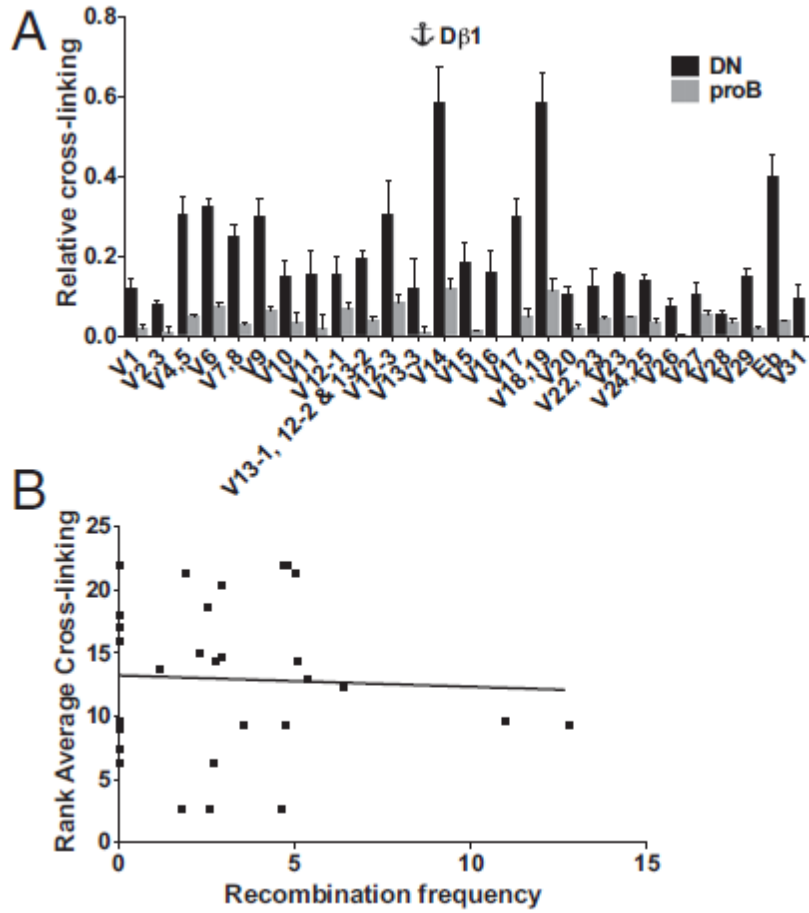 A
⚓ Dβ1
DN
proB
Relative cross-linking
0.8
0.6
0.4
0.2
0.0
V1
V2,3
V4,5
V6
V7,8
V9
V10
V11
V12-1
V13-1, 12-2 & 13-2
V12-3
V13-3
V14
V15
V16
V17
V18,19
V20
V22, 23
V23
V24,25
V26
V27
V28
V29
Eb
V31
B
Rank Average Cross-linking
25
20
15
10
5
0
0
5
10
15
Recombination frequency